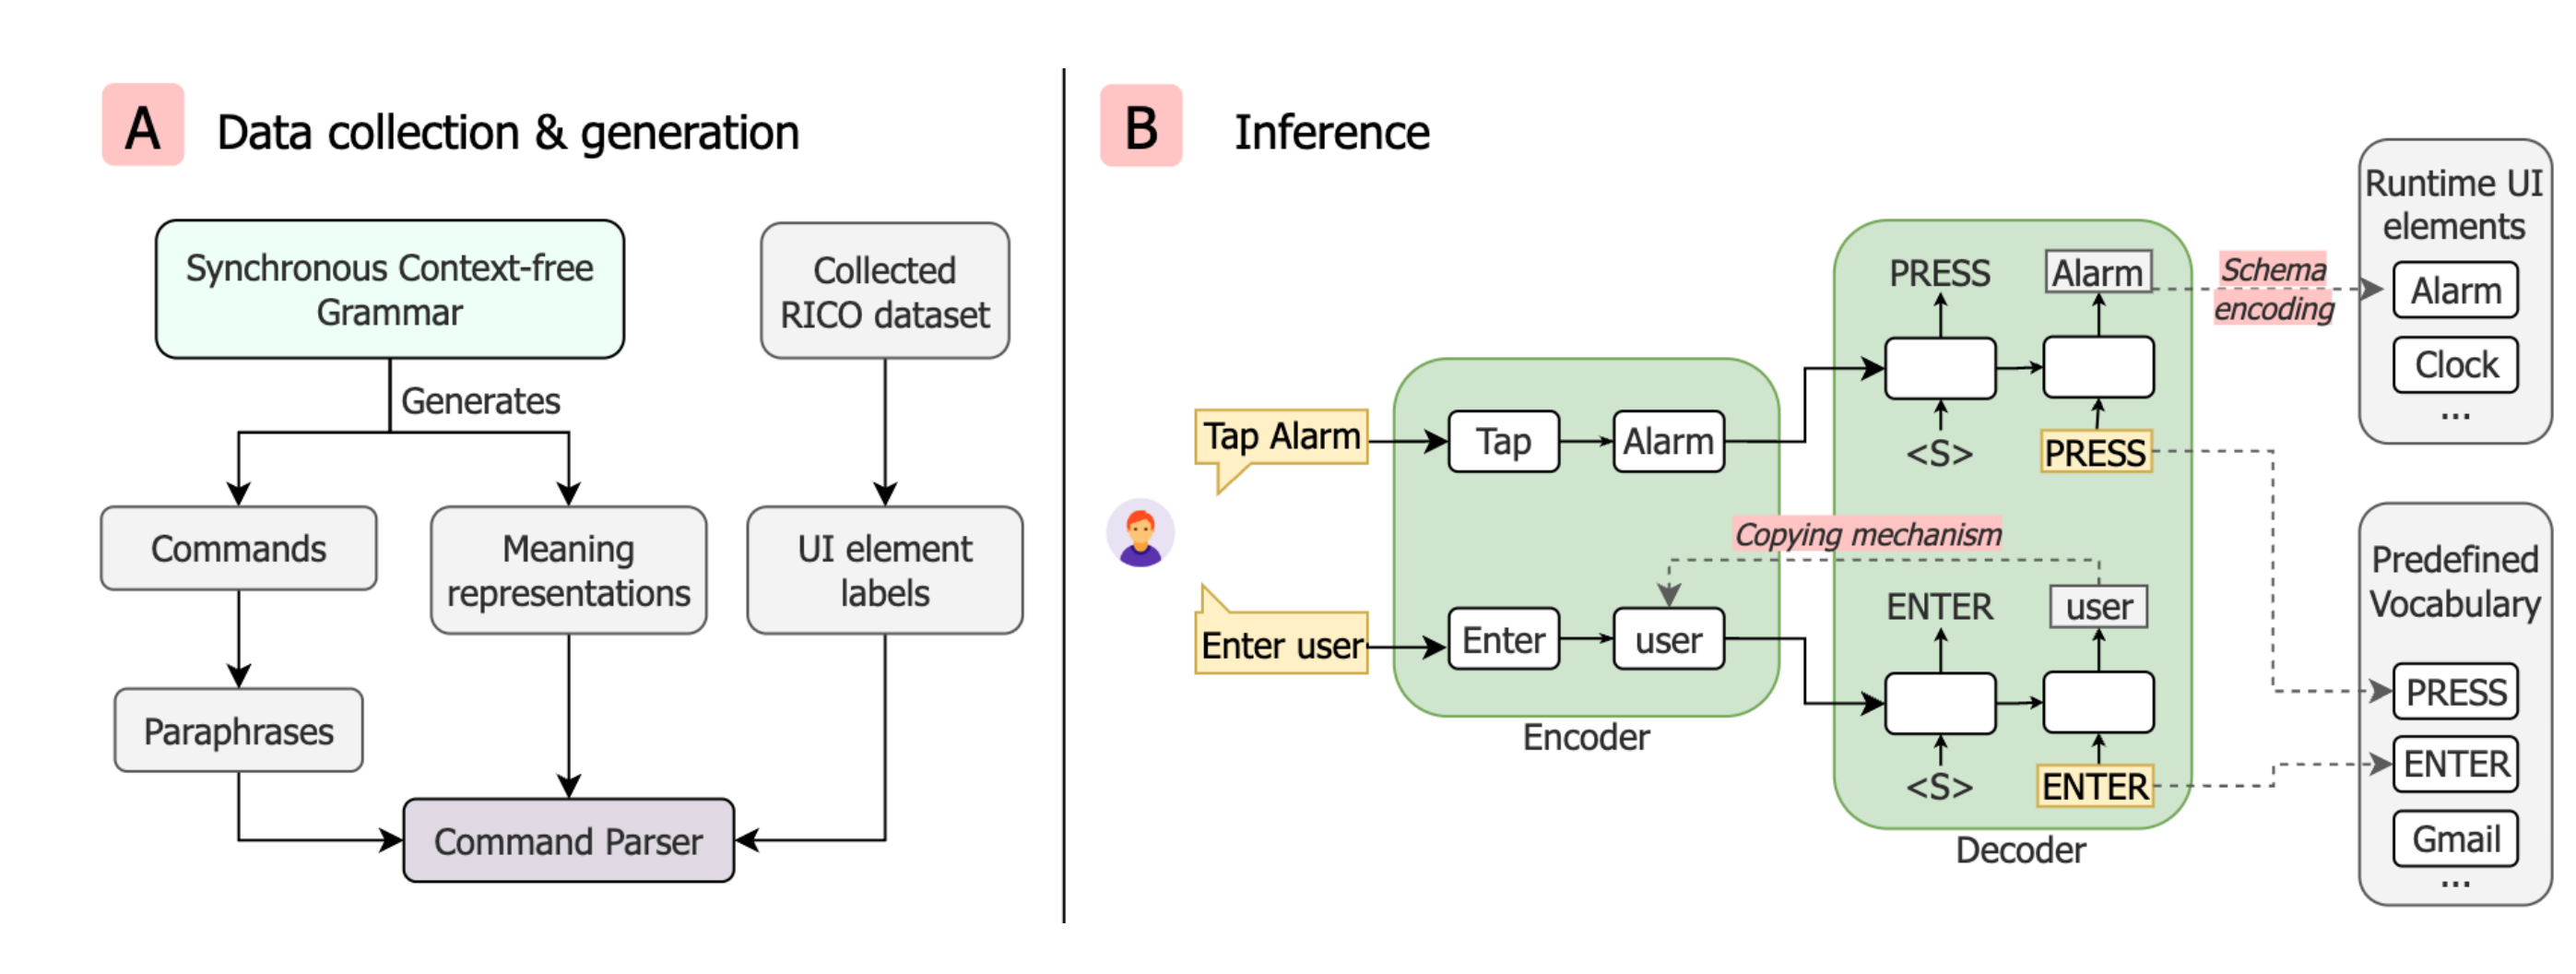 A
Data collection & generation
Synchronous Context-free
Grammar
Collected
RICO dataset
Generates
Commands
Meaning
representations
UI element
labels
Paraphrases
Command Parser
B
Inference
Tap Alarm
Enter user
Tap
Alarm
Enter
user
Encoder
Copying mechanism
PRESS
Alarm
<S>
PRESS
ENTER
user
<S>
ENTER
Decoder
Schema
encoding
Runtime UI
elements
Alarm
Clock
...
Predefined
Vocabulary
PRESS
ENTER
Gmail
...